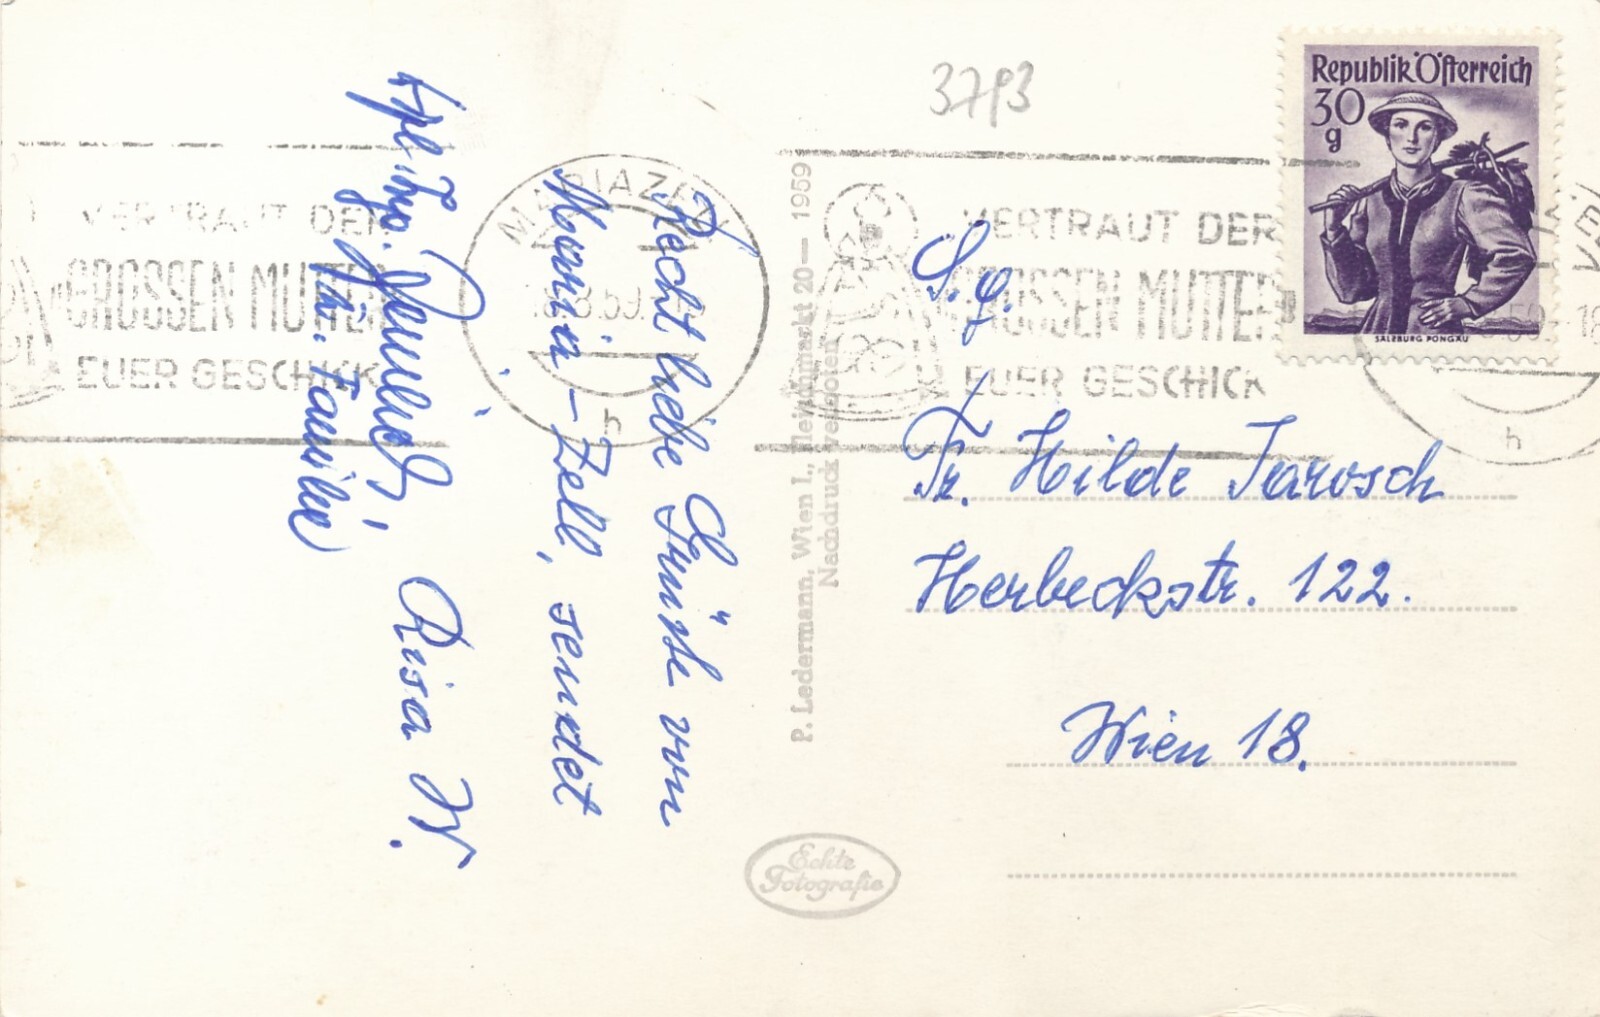 3793
Republik Österreich
30
g
SALZBURG PONGAU
VERTRAUT DER
GROSSEN MUTTER
EUER GESCHICK
VERTRAUT DER
GROSSEN MUTTER
EUER GESCHICK
MARIAZELL
h
h
Recht liebe Grüsse von
Maria-Zell, sendet
Risa W.
u. Familie)
P. Ledermann, Wien I., Fleischmarkt 20 — 1959
Nachdruck verboten
Fr. Hilde Jarosch
Herbeckstr. 122.
Wien 18.
Echte
Fotografie